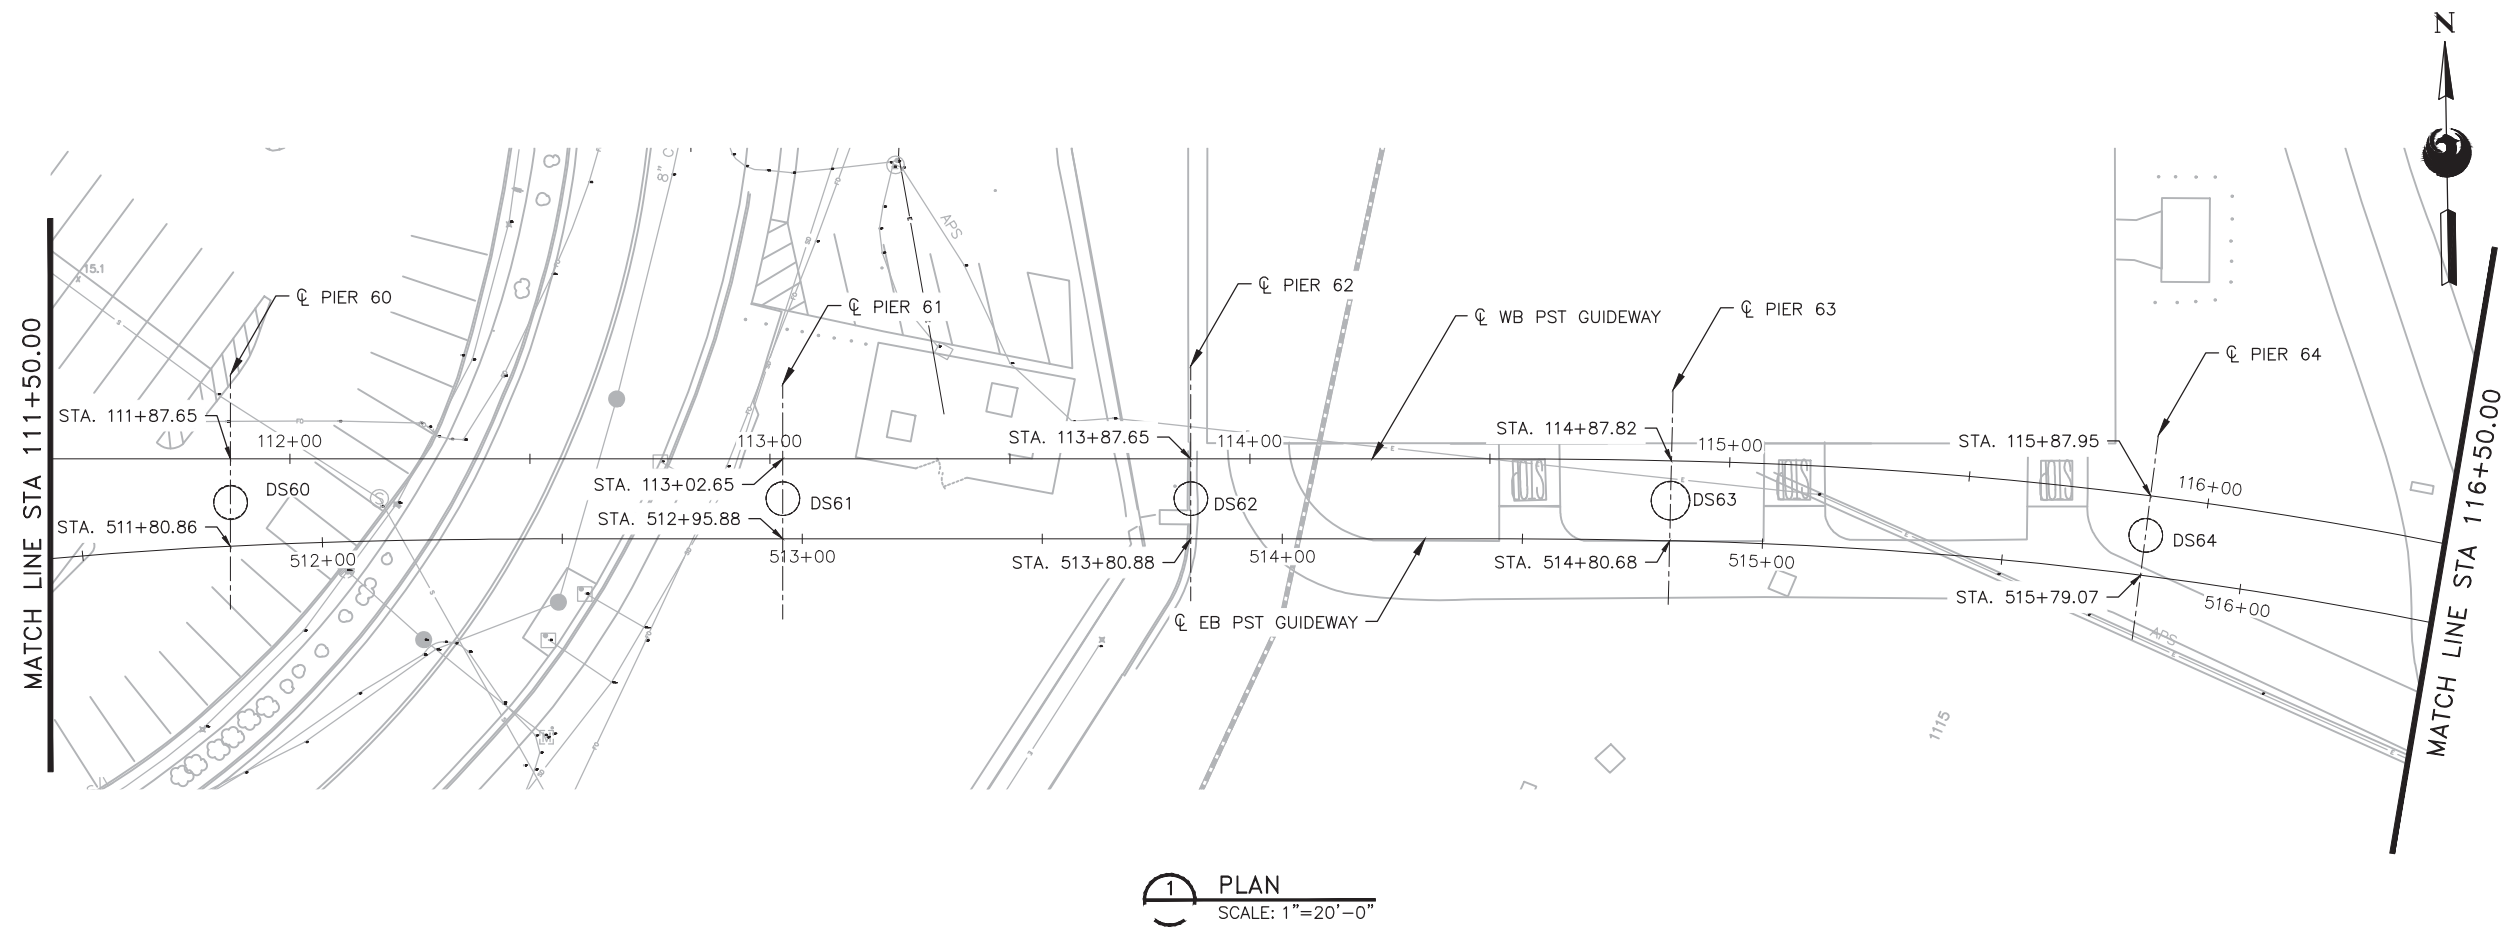 N
8" C
APS
15.1
℄ PIER 60
℄ PIER 61
℄ PIER 62
℄ WB PST GUIDEWAY
℄ PIER 63
℄ PIER 64
MATCH LINE STA 111+50.00
STA. 111+87.65
112+00
113+00
STA. 113+87.65
114+00
STA. 114+87.82
115+00
STA. 115+87.95
116+00
MATCH LINE STA 116+50.00
STA. 113+02.65
DS60
DS61
DS62
DS63
DS64
STA. 511+80.86
STA. 512+95.88
512+00
513+00
STA. 513+80.88
514+00
STA. 514+80.68
515+00
STA. 515+79.07
516+00
℄ EB PST GUIDEWAY
APS
1115
1
PLAN
SCALE: 1"=20'-0"